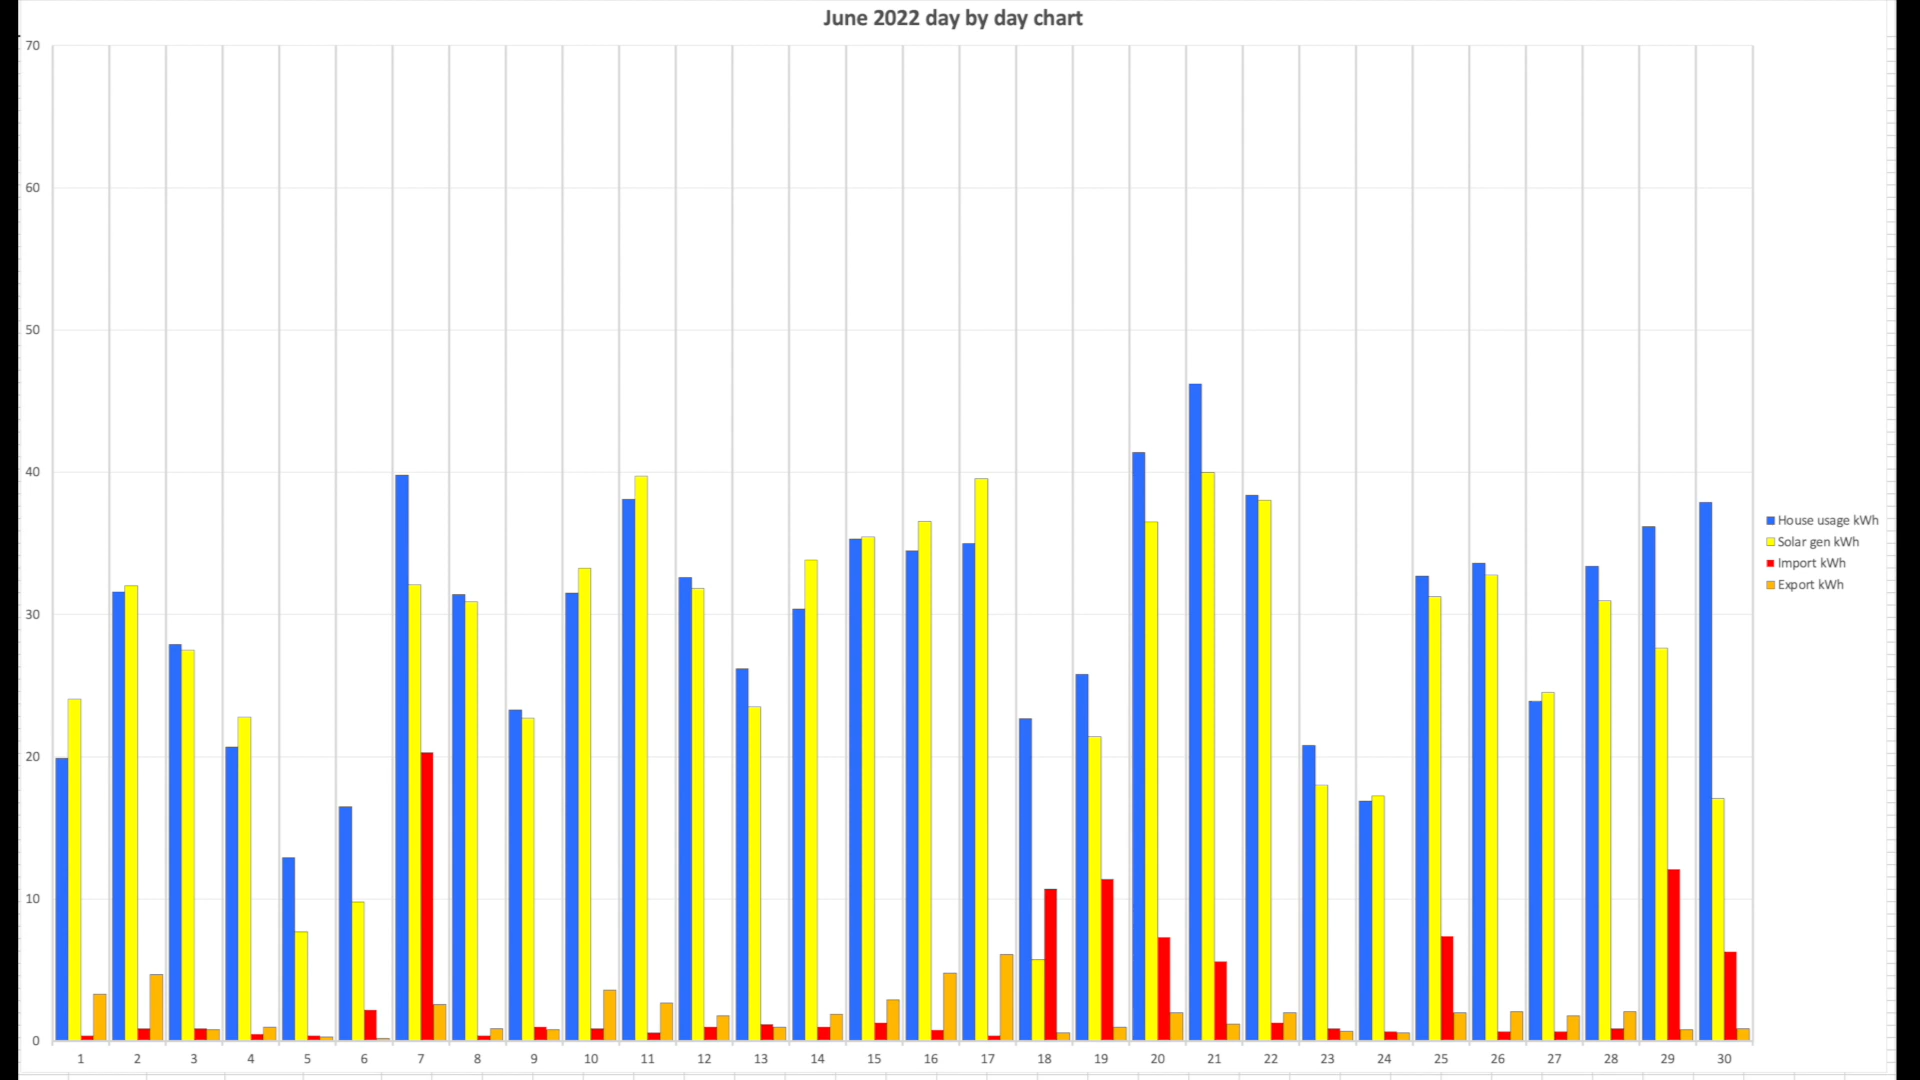 June 2022 day by day chart
70
60
50
40
30
20
10
0
1 2 3 4 5 6 7 8 9 10 11 12 13 14 15 16 17 18 19 20 21 22 23 24 25 26 27 28 29 30
House usage kWh
Solar gen kWh
Import kWh
Export kWh